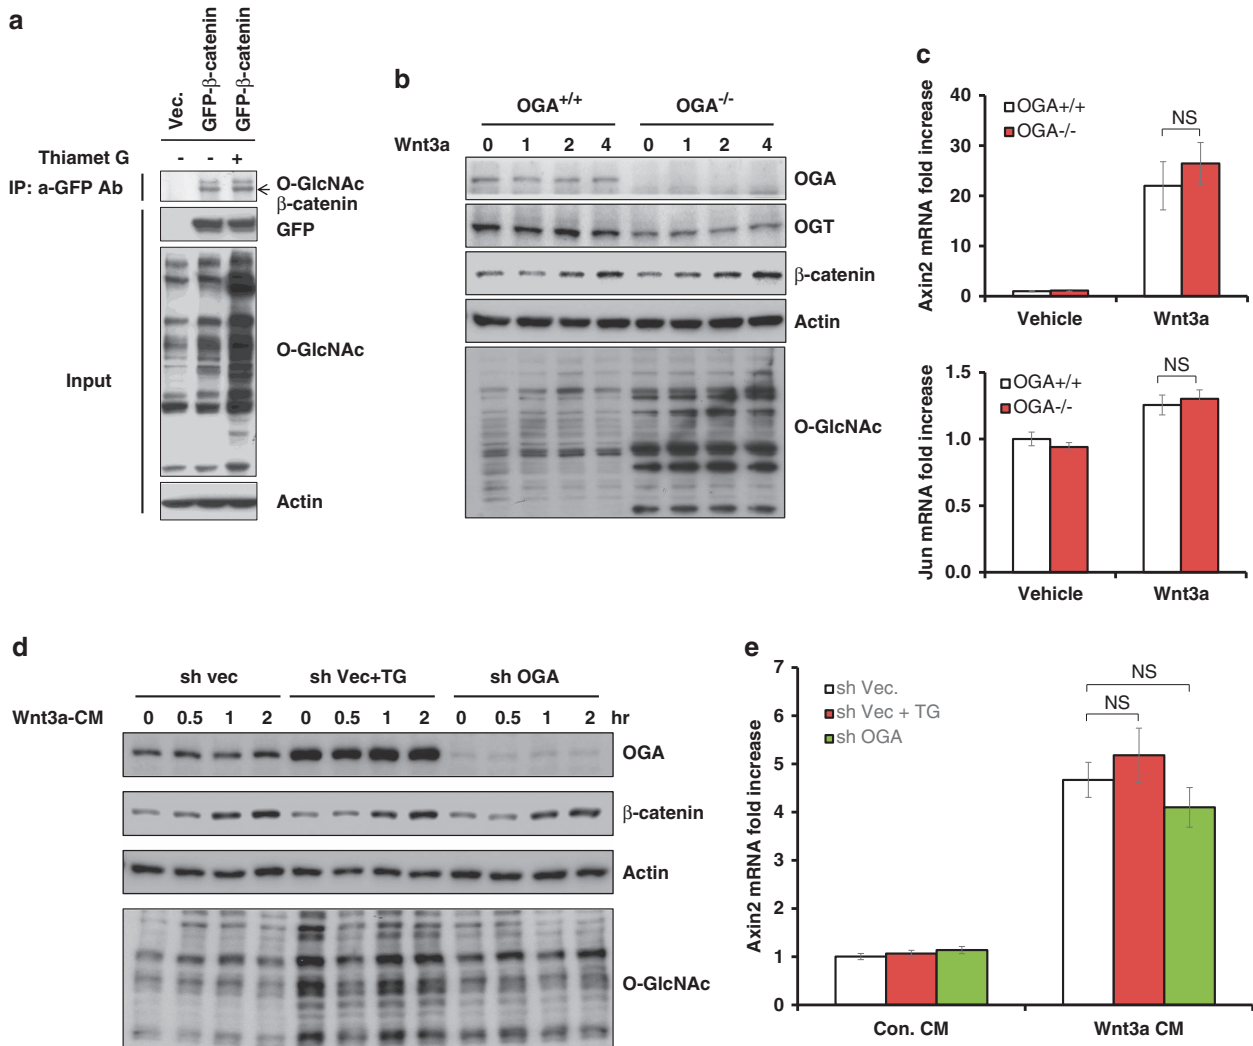 a
Vec.
GFP-β-catenin
GFP-β-catenin
Thiamet G - - +
IP: a-GFP Ab
O-GlcNAc
β-catenin
GFP
O-GlcNAc
Input
Actin
b
OGA+/+ OGA-/-
Wnt3a 0 1 2 4 0 1 2 4
OGA
OGT
β-catenin
Actin
O-GlcNAc
c
Axin2 mRNA fold increase
40
30
20
10
0
OGA+/+
OGA-/-
NS
Vehicle Wnt3a
Jun mRNA fold increase
1.5
1.0
0.5
0.0
OGA+/+
OGA-/-
NS
Vehicle Wnt3a
d
sh vec sh Vec+TG sh OGA
Wnt3a-CM 0 0.5 1 2 0 0.5 1 2 0 0.5 1 2 hr
OGA
β-catenin
Actin
O-GlcNAc
e
Axin2 mRNA fold increase
7
6
5
4
3
2
1
0
sh Vec.
sh Vec + TG
sh OGA
NS
NS
Con. CM Wnt3a CM